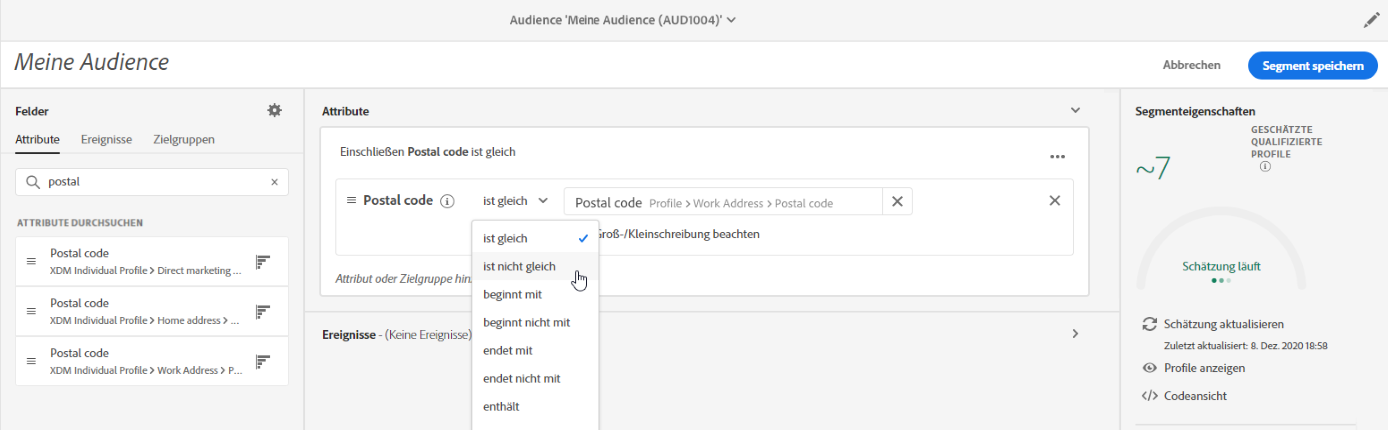 Audience 'Meine Audience (AUD1004)'
Meine Audience
Abbrechen
Segment speichern
Felder
Attribute
Ereignisse
Zielgruppen
postal
ATTRIBUTE DURCHSUCHEN
Postal code
XDM Individual Profile > Direct marketing ...
Postal code
XDM Individual Profile > Home address > ...
Postal code
XDM Individual Profile > Work Address > P...
Attribute
Einschließen Postal code ist gleich
Postal code
ist gleich
Postal code Profile > Work Address > Postal code
Groß-/Kleinschreibung beachten
ist gleich
ist nicht gleich
beginnt mit
beginnt nicht mit
endet mit
endet nicht mit
enthält
Attribut oder Zielgruppe
Ereignisse - (Keine Ereignisse)
Segmenteigenschaften
~7
GESCHÄTZTE
QUALIFIZIERTE
PROFILE
Schätzung läuft
Schätzung aktualisieren
Zuletzt aktualisiert: 8. Dez. 2020 18:58
Profile anzeigen
</> Codeansicht